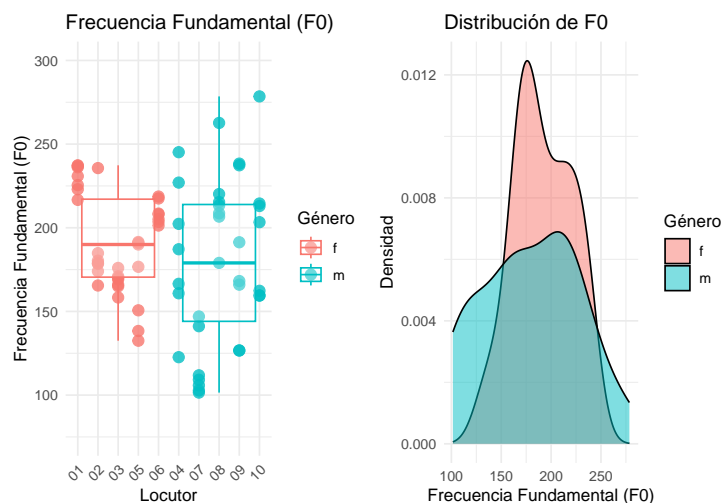 Frecuencia Fundamental (F0)
300
250
200
150
100
Frecuencia Fundamental (F0)
01
02
03
05
06
04
07
08
09
10
Locutor
Género
f
m
Distribución de F0
0.012
0.008
0.004
0.000
Densidad
100
150
200
250
Frecuencia Fundamental (F0)
Género
f
m